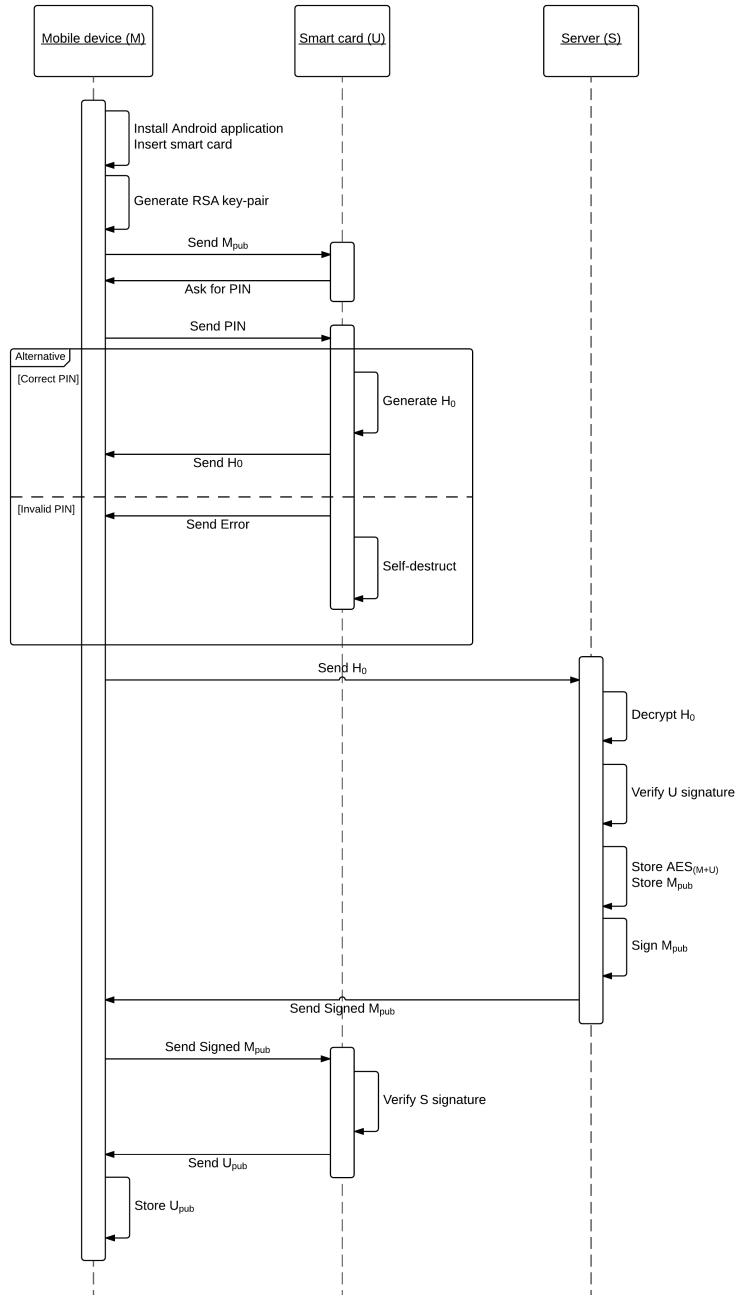 Mobile device (M)
Smart card (U)
Server (S)
Install Android application
Insert smart card
Generate RSA key-pair
Send Mpub
Ask for PIN
Send PIN
Alternative
[Correct PIN]
Generate H0
Send H0
[Invalid PIN]
Send Error
Self-destruct
Send H0
Decrypt H0
Verify U signature
Store AES(M+U)
Store Mpub
Sign Mpub
Send Signed Mpub
Send Signed Mpub
Verify S signature
Send Upub
Store Upub